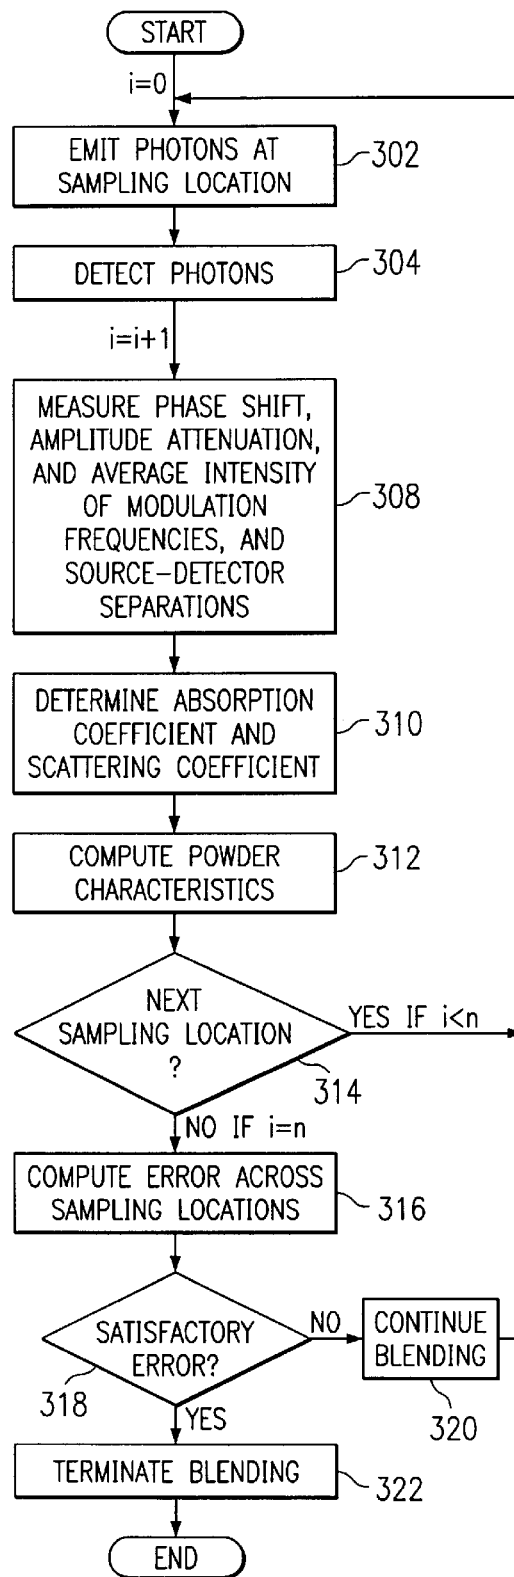 START
i=0
EMIT PHOTONS AT
SAMPLING LOCATION
302
DETECT PHOTONS
304
i=i+1
MEASURE PHASE SHIFT,
AMPLITUDE ATTENUATION,
AND AVERAGE INTENSITY
OF MODULATION
FREQUENCIES, AND
SOURCE–DETECTOR
SEPARATIONS
308
DETERMINE ABSORPTION
COEFFICIENT AND
SCATTERING COEFFICIENT
310
COMPUTE POWDER
CHARACTERISTICS
312
NEXT
SAMPLING LOCATION
?
YES IF i<n
314
NO IF i=n
COMPUTE ERROR ACROSS
SAMPLING LOCATIONS
316
SATISFACTORY
ERROR?
318
NO
CONTINUE
BLENDING
320
YES
TERMINATE BLENDING
322
END